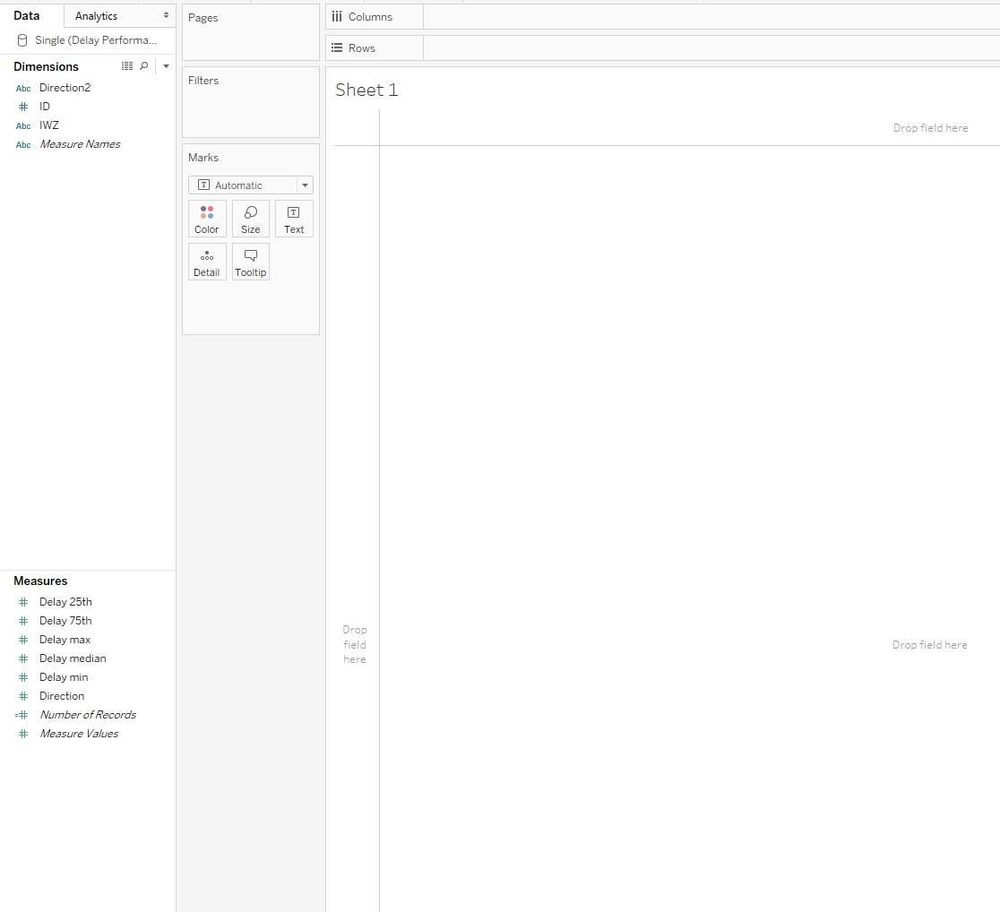 Data
Analytics
Single (Delay Performa...
Dimensions
Abc Direction2
# ID
Abc IWZ
Abc Measure Names
Measures
# Delay 25th
# Delay 75th
# Delay max
# Delay median
# Delay min
# Direction
=# Number of Records
# Measure Values
Pages
Filters
Marks
T Automatic
Color
Size
T
Text
Detail
Tooltip
Columns
Rows
Sheet 1
Drop field here
Drop
field
here
Drop field here